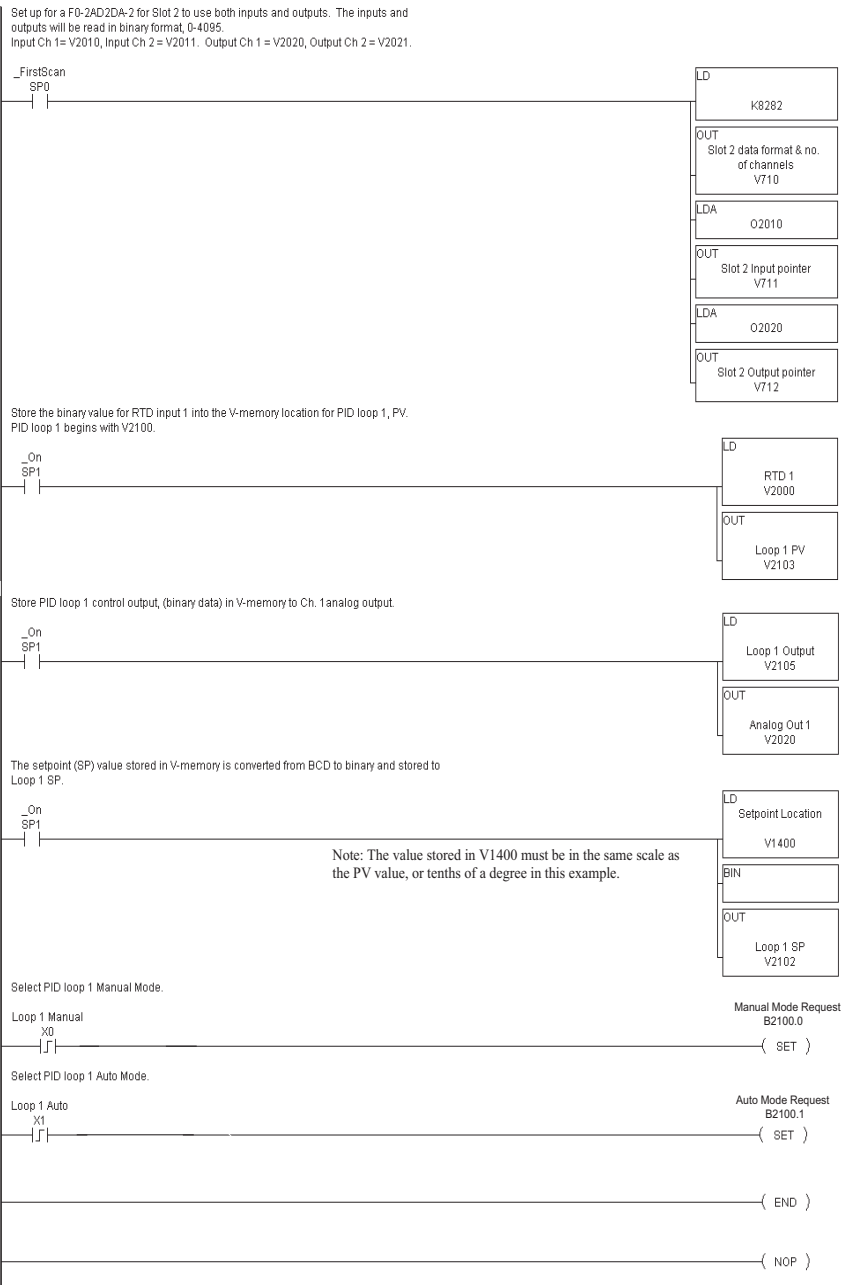 Set up for a F0-2AD2DA-2 for Slot 2 to use both inputs and outputs. The inputs and
outputs will be read in binary format, 0-4095.
Input Ch 1= V2010, Input Ch 2 = V2011. Output Ch 1 = V2020, Output Ch 2 = V2021.
_FirstScan
SP0
LD
K8282
OUT
Slot 2 data format & no.
of channels
V710
LDA
O2010
OUT
Slot 2 Input pointer
V711
LDA
O2020
OUT
Slot 2 Output pointer
V712
Store the binary value for RTD input 1 into the V-memory location for PID loop 1, PV.
PID loop 1 begins with V2100.
_On
SP1
LD
RTD 1
V2000
OUT
Loop 1 PV
V2103
Store PID loop 1 control output, (binary data) in V-memory to Ch. 1analog output.
_On
SP1
LD
Loop 1 Output
V2105
OUT
Analog Out 1
V2020
The setpoint (SP) value stored in V-memory is converted from BCD to binary and stored to
Loop 1 SP.
_On
SP1
LD
Setpoint Location
V1400
Note: The value stored in V1400 must be in the same scale as
the PV value, or tenths of a degree in this example.
BIN
OUT
Loop 1 SP
V2102
Select PID loop 1 Manual Mode.
Loop 1 Manual
X0
Manual Mode Request
B2100.0
SET
Select PID loop 1 Auto Mode.
Loop 1 Auto
X1
Auto Mode Request
B2100.1
SET
END
NOP